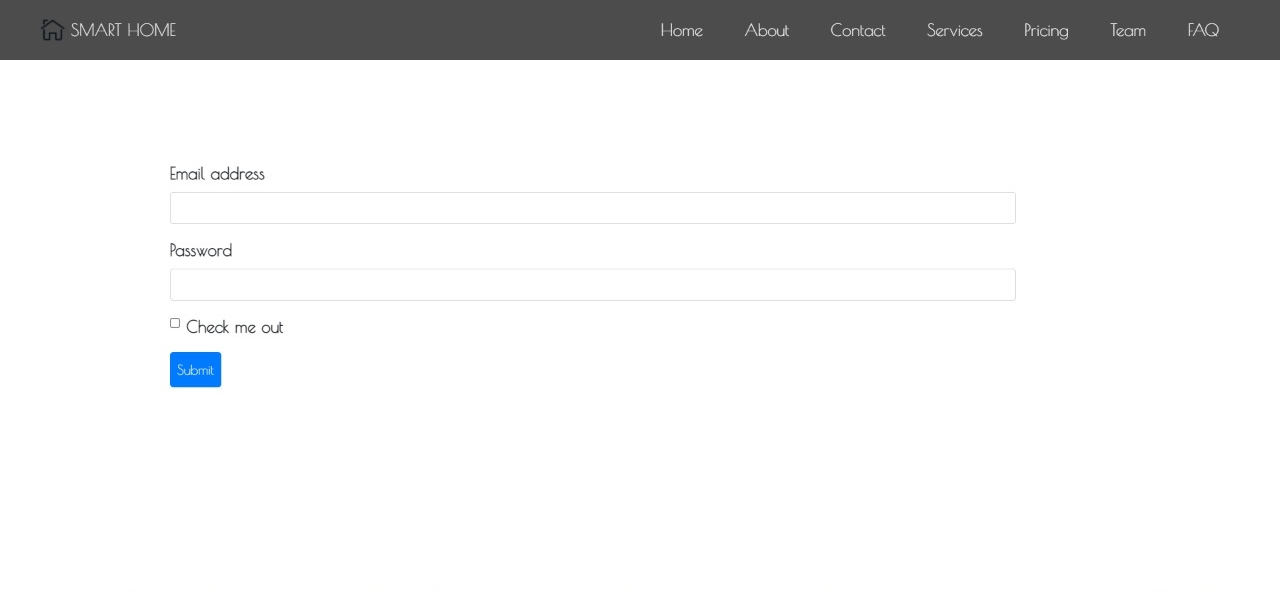 SMART HOME Home About Contact Services Pricing Team FAQ
Email address
Password
Check me out
Submit